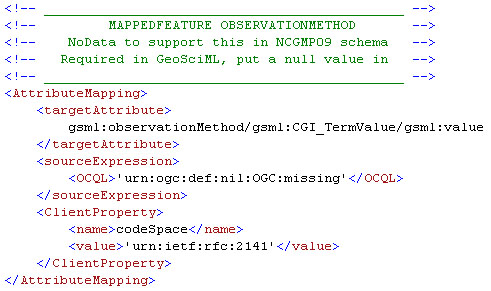 <!-- ________________________________________ -->
<!-- MAPPEDFEATURE OBSERVATIONMETHOD -->
<!-- NoData to support this in NCGMP09 schema -->
<!-- Required in GeoSciML, put a null value in -->
<!-- ________________________________________ -->
<AttributeMapping>
<targetAttribute>
gsml:observationMethod/gsml:CGI_TermValue/gsml:value
</targetAttribute>
<sourceExpression>
<OCQL>'urn:ogc:def:nil:OGC:missing'</OCQL>
</sourceExpression>
<ClientProperty>
<name>codeSpace</name>
<value>'urn:ietf:rfc:2141'</value>
</ClientProperty>
</AttributeMapping>